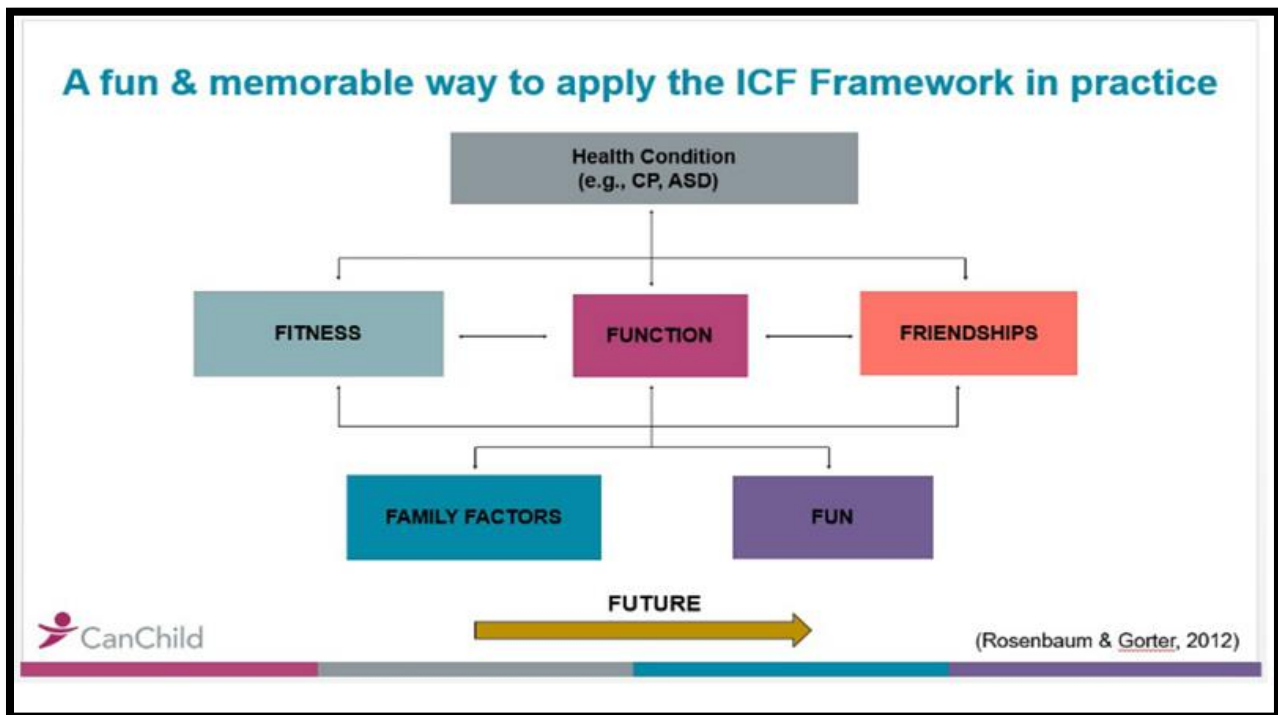 A fun & memorable way to apply the ICF Framework in practice
Health Condition
(e.g., CP, ASD)
FITNESS
FUNCTION
FRIENDSHIPS
FAMILY FACTORS
FUN
FUTURE
CanChild
(Rosenbaum & Gorter, 2012)